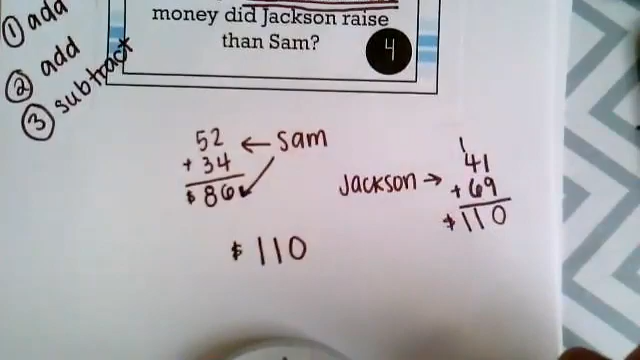 money did Jackson raise
than Sam?
4
① add
② add
③ subtract
52 ← Sam
+ 34
$ 86
Jackson →
1
41
+ 69
$ 110
$ 110